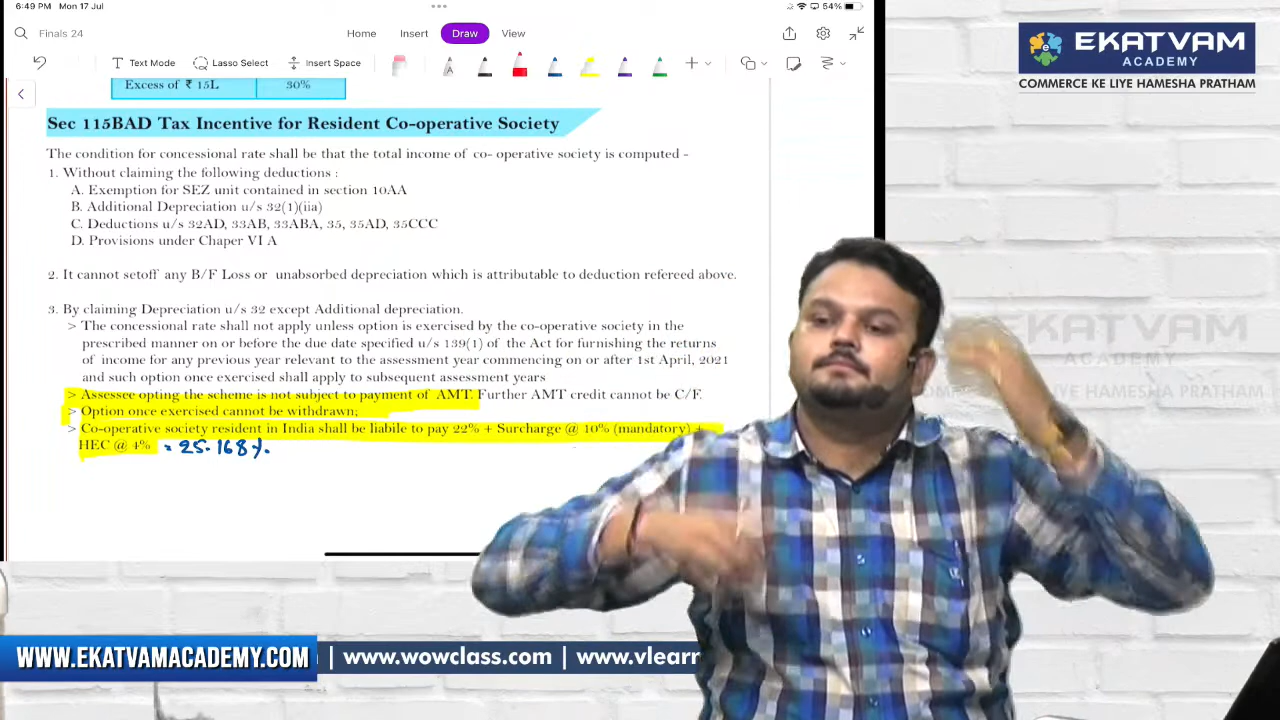 6:49 PM Mon 17 Jul
54%
Finals 24
Home Insert Draw View
Text Mode Lasso Select Insert Space
EKATVAM
ACADEMY
COMMERCE KE LIYE HAMESHA PRATHAM
Excess of ₹ 15L 30%
Sec 115BAD Tax Incentive for Resident Co-operative Society
The condition for concessional rate shall be that the total income of co- operative society is computed -
1. Without claiming the following deductions :
A. Exemption for SEZ unit contained in section 10AA
B. Additional Depreciation u/s 32(1)(iia)
C. Deductions u/s 32AD, 33AB, 33ABA, 35, 35AD, 35CCC
D. Provisions under Chaper VI A
2. It cannot setoff any B/F Loss or unabsorbed depreciation which is attributable to deduction refereed above.
3. By claiming Depreciation u/s 32 except Additional depreciation.
> The concessional rate shall not apply unless option is exercised by the co-operative society in the
prescribed manner on or before the due date specified u/s 139(1) of the Act for furnishing the returns
of income for any previous year relevant to the assessment year commencing on or after 1st April, 2021
and such option once exercised shall apply to subsequent assessment years
> Assessee opting the scheme is not subject to payment of AMT. Further AMT credit cannot be C/F.
> Option once exercised cannot be withdrawn;
> Co-operative society resident in India shall be liabile to pay 22% + Surcharge @ 10% (mandatory) +
HEC @ 4% = 25.168%.
EKATVAM
ACADEMY
COMMERCE KE LIYE HAMESHA PRATHAM
WWW.EKATVAMACADEMY.COM | www.wowclass.com | www.vlearr